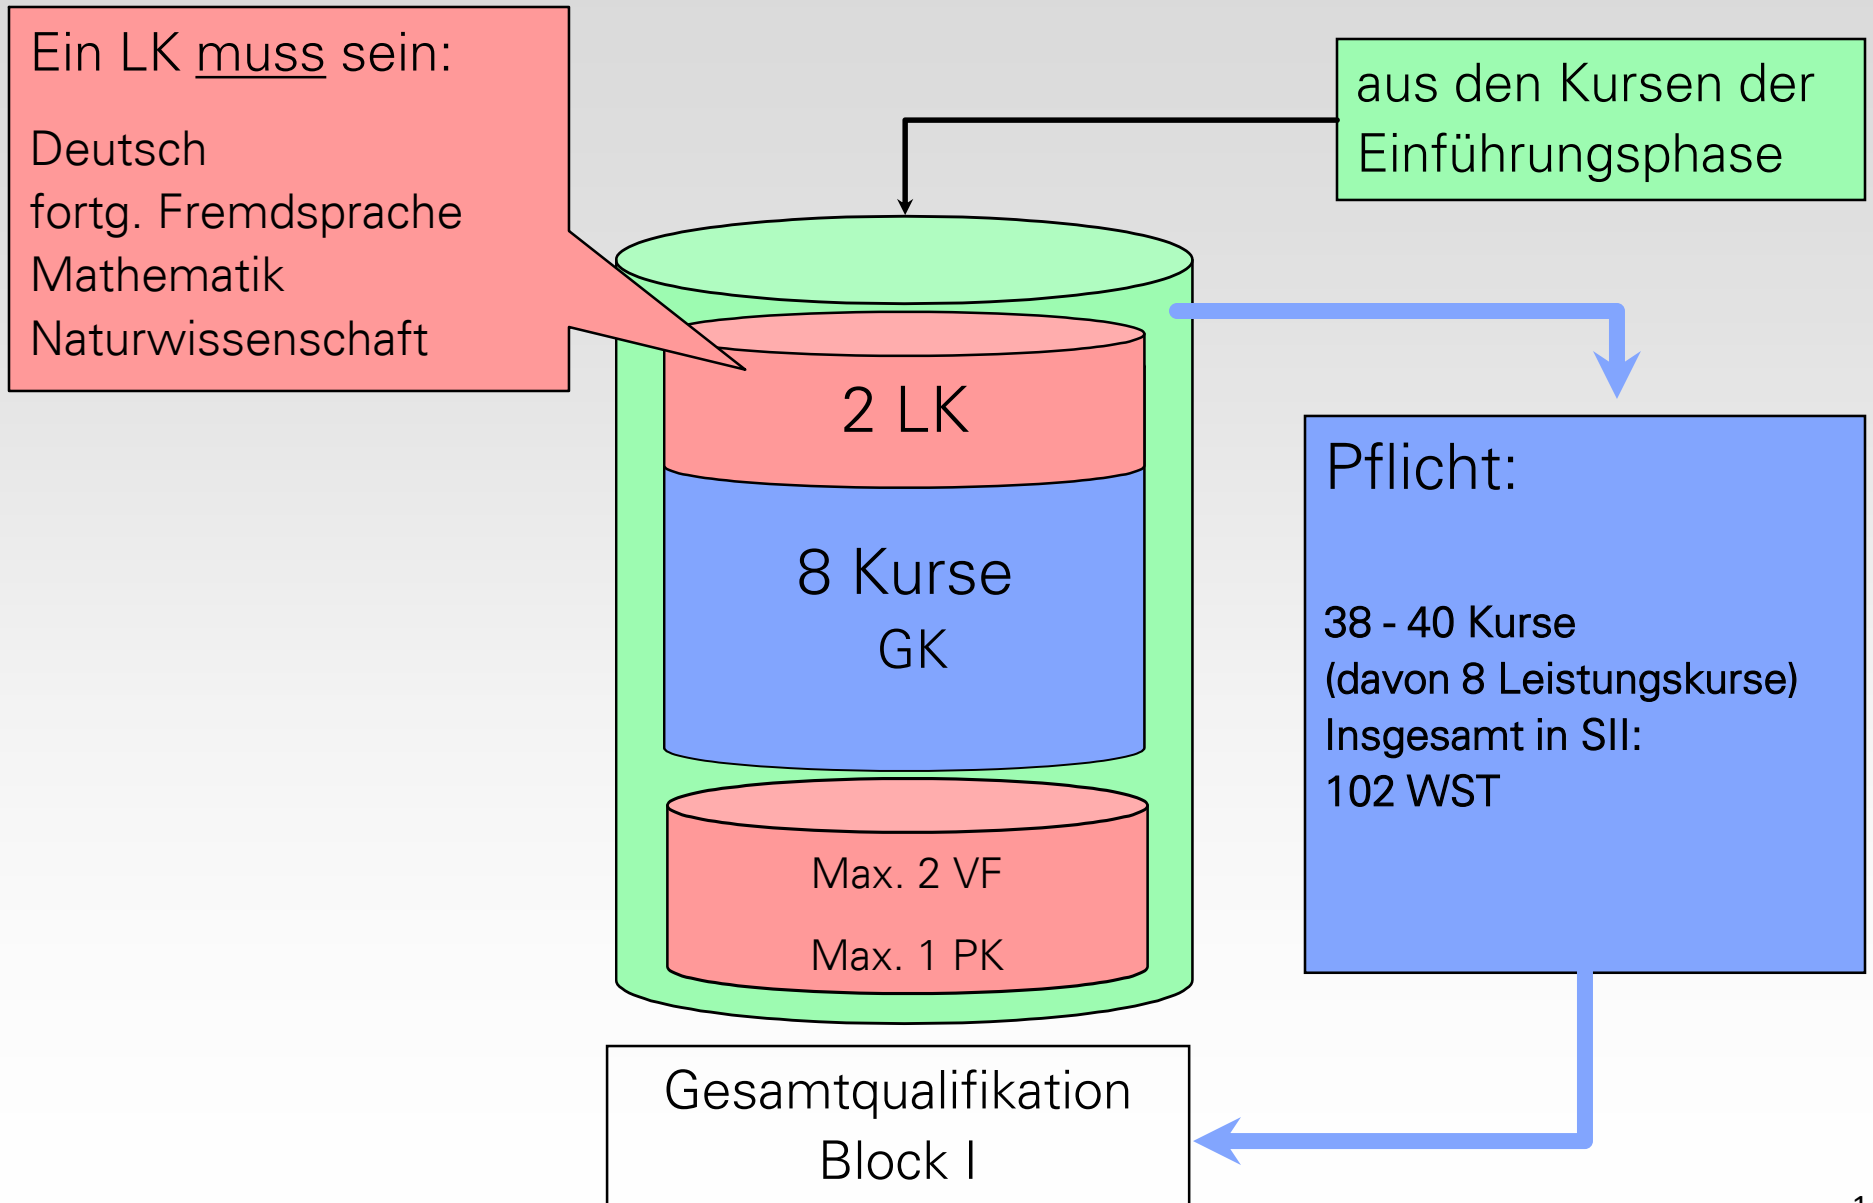 Ein LK muss sein:
Deutsch
fortg. Fremdsprache
Mathematik
Naturwissenschaft
aus den Kursen der
Einführungsphase
2 LK
8 Kurse
GK
Max. 2 VF
Max. 1 PK
Pflicht:
38 - 40 Kurse
(davon 8 Leistungskurse)
Insgesamt in SII:
102 WST
Gesamtqualifikation
Block I